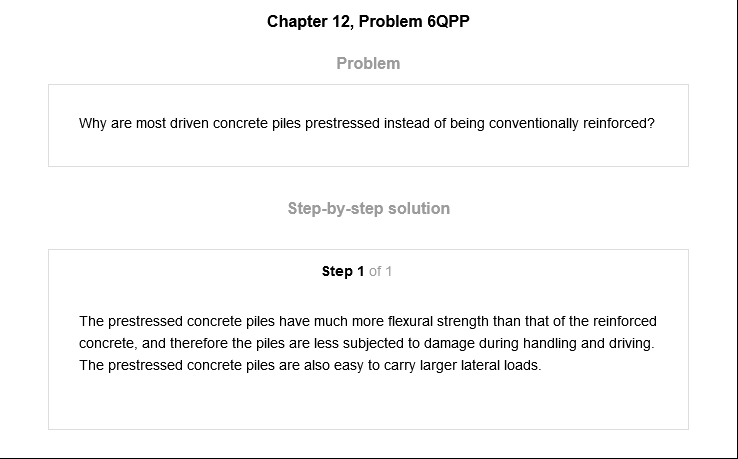 Chapter 12, Problem 6QPP
Problem
Why are most driven concrete piles prestressed instead of being conventionally reinforced?
Step-by-step solution
Step 1 of 1
The prestressed concrete piles have much more flexural strength than that of the reinforced
concrete, and therefore the piles are less subjected to damage during handling and driving.
The prestressed concrete piles are also easy to carry larger lateral loads.